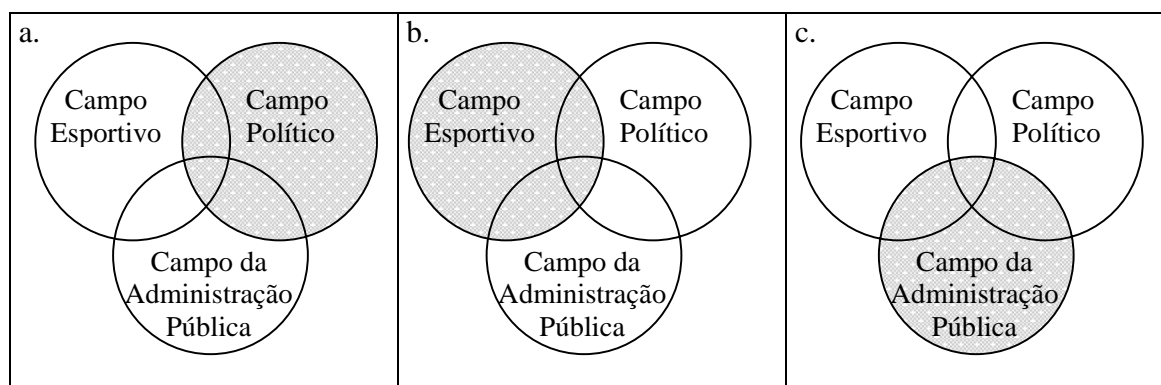 a.
Campo
Esportivo
Campo
Político
Campo da
Administração
Pública
b.
Campo
Esportivo
Campo
Político
Campo da
Administração
Pública
c.
Campo
Esportivo
Campo
Político
Campo da
Administração
Pública